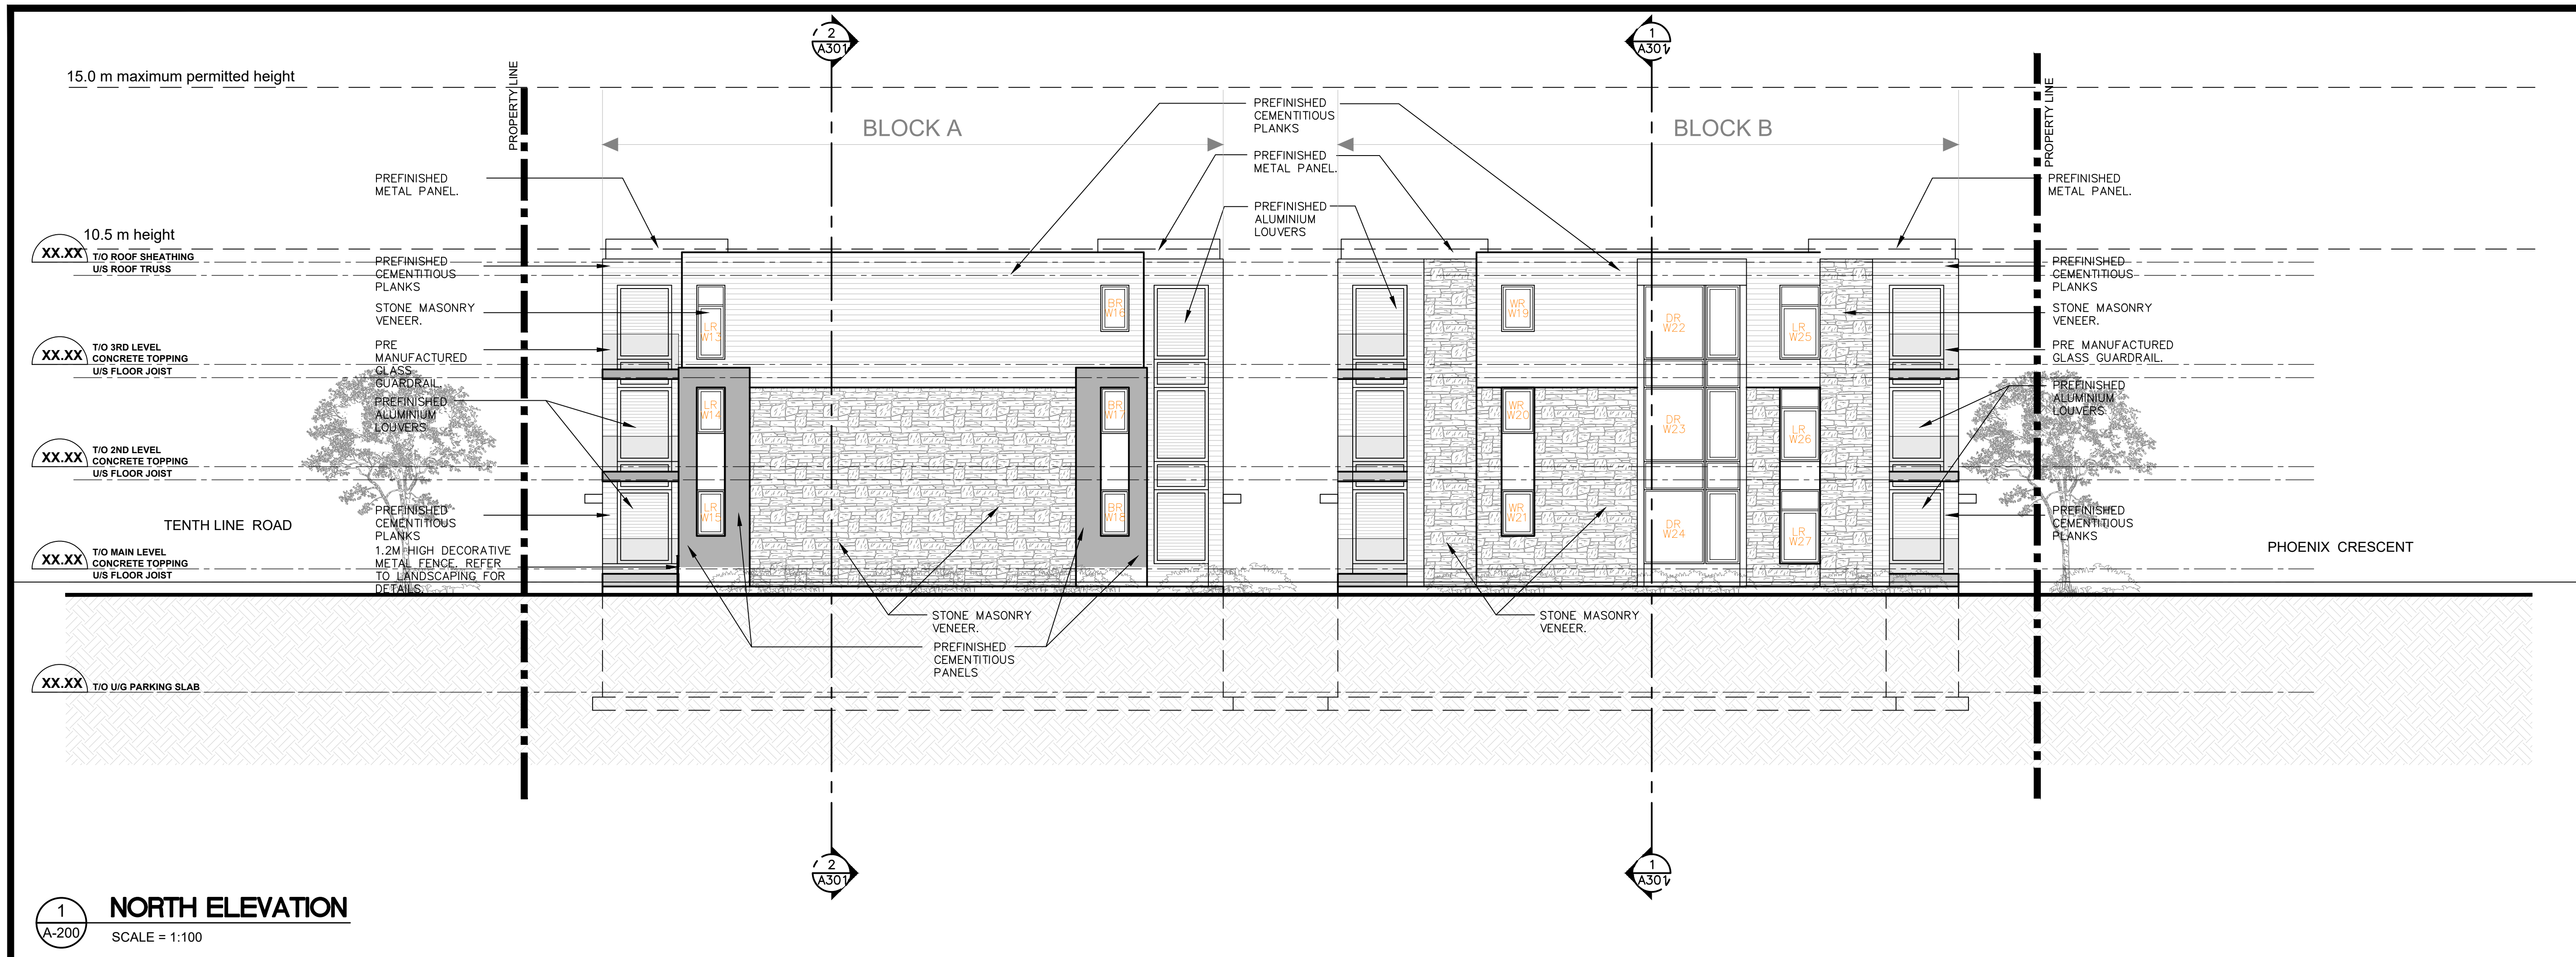 2
A301
1
A301
15.0 m maximum permitted height
PROPERTY LINE
PROPERTY LINE
BLOCK A
BLOCK B
PREFINISHED
CEMENTITIOUS
PLANKS
PREFINISHED
METAL PANEL.
PREFINISHED
ALUMINIUM
LOUVERS
PREFINISHED
METAL PANEL.
PREFINISHED
METAL PANEL.
10.5 m height
XX.XX
T/O ROOF SHEATHING
U/S ROOF TRUSS
PREFINISHED
CEMENTITIOUS
PLANKS
STONE MASONRY
VENEER.
PRE
MANUFACTURED
GLASS
GUARDRAIL.
PREFINISHED
ALUMINIUM
LOUVERS
PREFINISHED
CEMENTITIOUS
PLANKS
1.2M HIGH DECORATIVE
METAL FENCE. REFER
TO LANDSCAPING FOR
DETAILS.
XX.XX
T/O 3RD LEVEL
CONCRETE TOPPING
U/S FLOOR JOIST
XX.XX
T/O 2ND LEVEL
CONCRETE TOPPING
U/S FLOOR JOIST
TENTH LINE ROAD
XX.XX
T/O MAIN LEVEL
CONCRETE TOPPING
U/S FLOOR JOIST
XX.XX
T/O U/G PARKING SLAB
LR
W13
BR
W16
LR
W14
BR
W17
LR
W15
BR
W18
WR
W19
DR
W22
LR
W25
WR
W20
DR
W23
LR
W26
WR
W21
DR
W24
LR
W27
PREFINISHED
CEMENTITIOUS
PLANKS
STONE MASONRY
VENEER.
PRE MANUFACTURED
GLASS GUARDRAIL.
PREFINISHED
ALUMINIUM
LOUVERS
PREFINISHED
CEMENTITIOUS
PLANKS
PHOENIX CRESCENT
STONE MASONRY
VENEER.
PREFINISHED
CEMENTITIOUS
PANELS
STONE MASONRY
VENEER.
2
A301
1
A301
1
A-200
NORTH ELEVATION
SCALE = 1:100